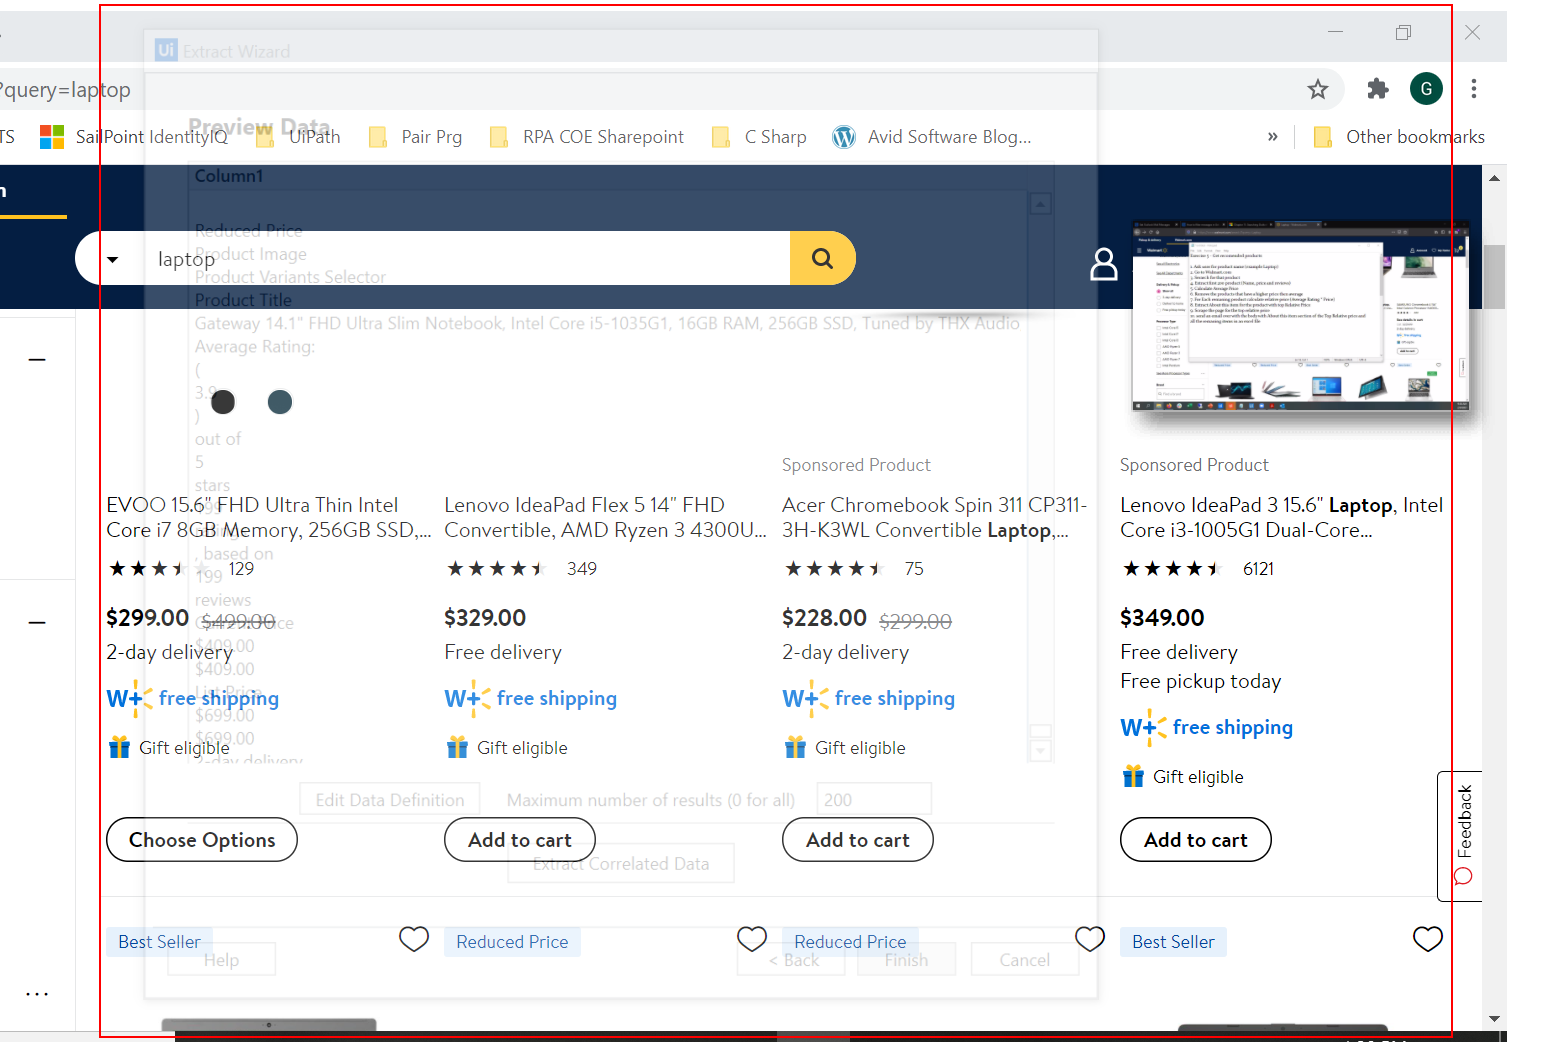 Ui Extract Wizard
?query=laptop
G
TS
SailPoint IdentityIQ
UiPath
Pair Prg
RPA COE Sharepoint
C Sharp
Avid Software Blog...
»
Other bookmarks
Preview Data
Column1
Reduced Price
Product Image
laptop
Product Variants Selector
Product Title
Gateway 14.1" FHD Ultra Slim Notebook, Intel Core i5-1035G1, 16GB RAM, 256GB SSD, Tuned by THX Audio
Average Rating:
(
3.9
)
out of
5
stars
199
ratings
, based on
199
reviews
Current Price
$409.00
$409.00
List Price
$699.00
$699.00
2-day delivery
EVOO 15.6" FHD Ultra Thin Intel
Core i7 8GB Memory, 256GB SSD,...
129
$299.00 $499.00
2-day delivery
W+ free shipping
Gift eligible
Choose Options
Lenovo IdeaPad Flex 5 14" FHD
Convertible, AMD Ryzen 3 4300U...
349
$329.00
Free delivery
W+ free shipping
Gift eligible
Add to cart
Sponsored Product
Acer Chromebook Spin 311 CP311-
3H-K3WL Convertible Laptop,...
75
$228.00 $299.00
2-day delivery
W+ free shipping
Gift eligible
Add to cart
Sponsored Product
Lenovo IdeaPad 3 15.6" Laptop, Intel
Core i3-1005G1 Dual-Core...
6121
$349.00
Free delivery
Free pickup today
W+ free shipping
Gift eligible
Add to cart
Feedback
Edit Data Definition
Maximum number of results (0 for all)
200
Extract Correlated Data
Best Seller
Reduced Price
Reduced Price
Best Seller
Help
< Back
Finish
Cancel
...